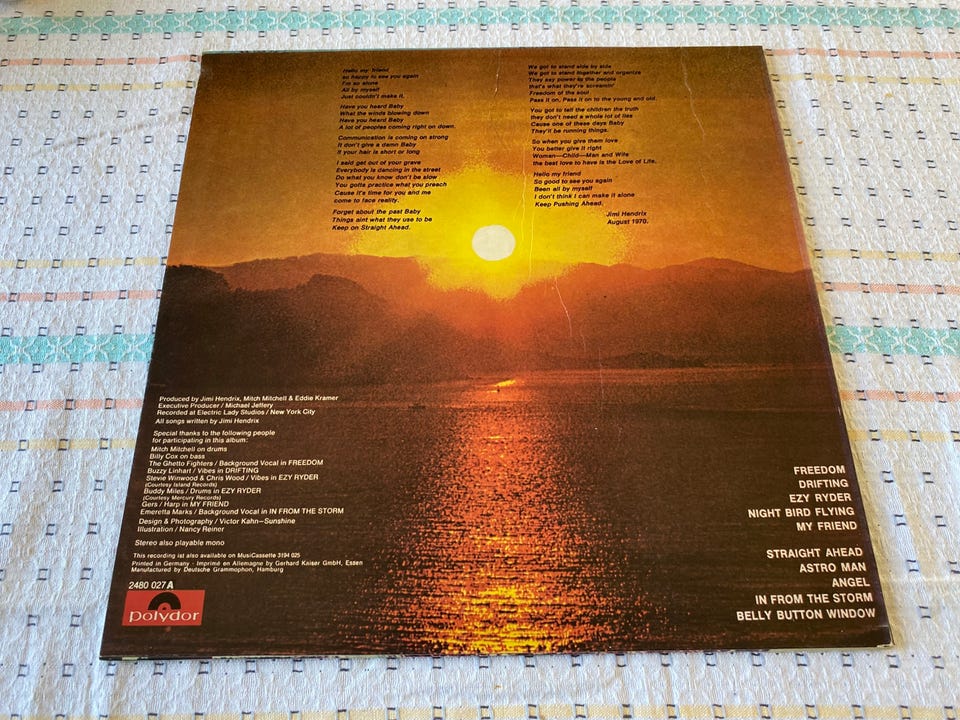 Hello my friend
so happy to see you again
I'm so alone
All by myself
Just couldn't make it.
Have you heard Baby
What the winds blowing down
Have you heard Baby
A lot of peoples coming right on down.
Communication is coming on strong
It don't give a damn Baby
If your hair is short or long
I said get out of your grave
Everybody is dancing in the street
Do what you know don't be slow
You gotta practice what you preach
Cause it's time for you and me
come to face reality.
Forget about the past Baby
Things aint what they use to be
Keep on Straight Ahead.
We got to stand side by side
We got to stand together and organize
They say power to the people
that's what they're screamin'
Freedom of the soul
Pass it on, Pass it on to the young and old.
You got to tell the children the truth
they don't need a whole lot of lies
Cause one of these days Baby
They'll be running things.
So when you give them love
You better give it right
Woman—Child—Man and Wife
the best love to have is the Love of Life.
Hello my friend
So good to see you again
Been all by myself
I don't think I can make it alone
Keep Pushing Ahead.
Jimi Hendrix
August 1970.
Produced by Jimi Hendrix, Mitch Mitchell & Eddie Kramer
Executive Producer / Michael Jeffery
Recorded at Electric Lady Studios / New York City
All songs written by Jimi Hendrix
Special thanks to the following people
for participating in this album:
Mitch Mitchell on drums
Billy Cox on bass
The Ghetto Fighters / Background Vocal in FREEDOM
Buzzy Linhart / Vibes in DRIFTING
Stevie Winwood & Chris Wood / Vibes in EZY RYDER
(Courtesy Island Records)
Buddy Miles / Drums in EZY RYDER
(Courtesy Mercury Records)
Gers / Harp in MY FRIEND
Emeretta Marks / Background Vocal in IN FROM THE STORM
Design & Photography / Victor Kahn—Sunshine
Illustration / Nancy Reiner
Stereo also playable mono
This recording ist also available on MusiCassette 3194 025
Printed in Germany · Imprimé en Allemagne by Gerhard Kaiser GmbH, Essen
Manufactured by Deutsche Grammophon, Hamburg
2480 027 A
polydor
FREEDOM
DRIFTING
EZY RYDER
NIGHT BIRD FLYING
MY FRIEND
STRAIGHT AHEAD
ASTRO MAN
ANGEL
IN FROM THE STORM
BELLY BUTTON WINDOW